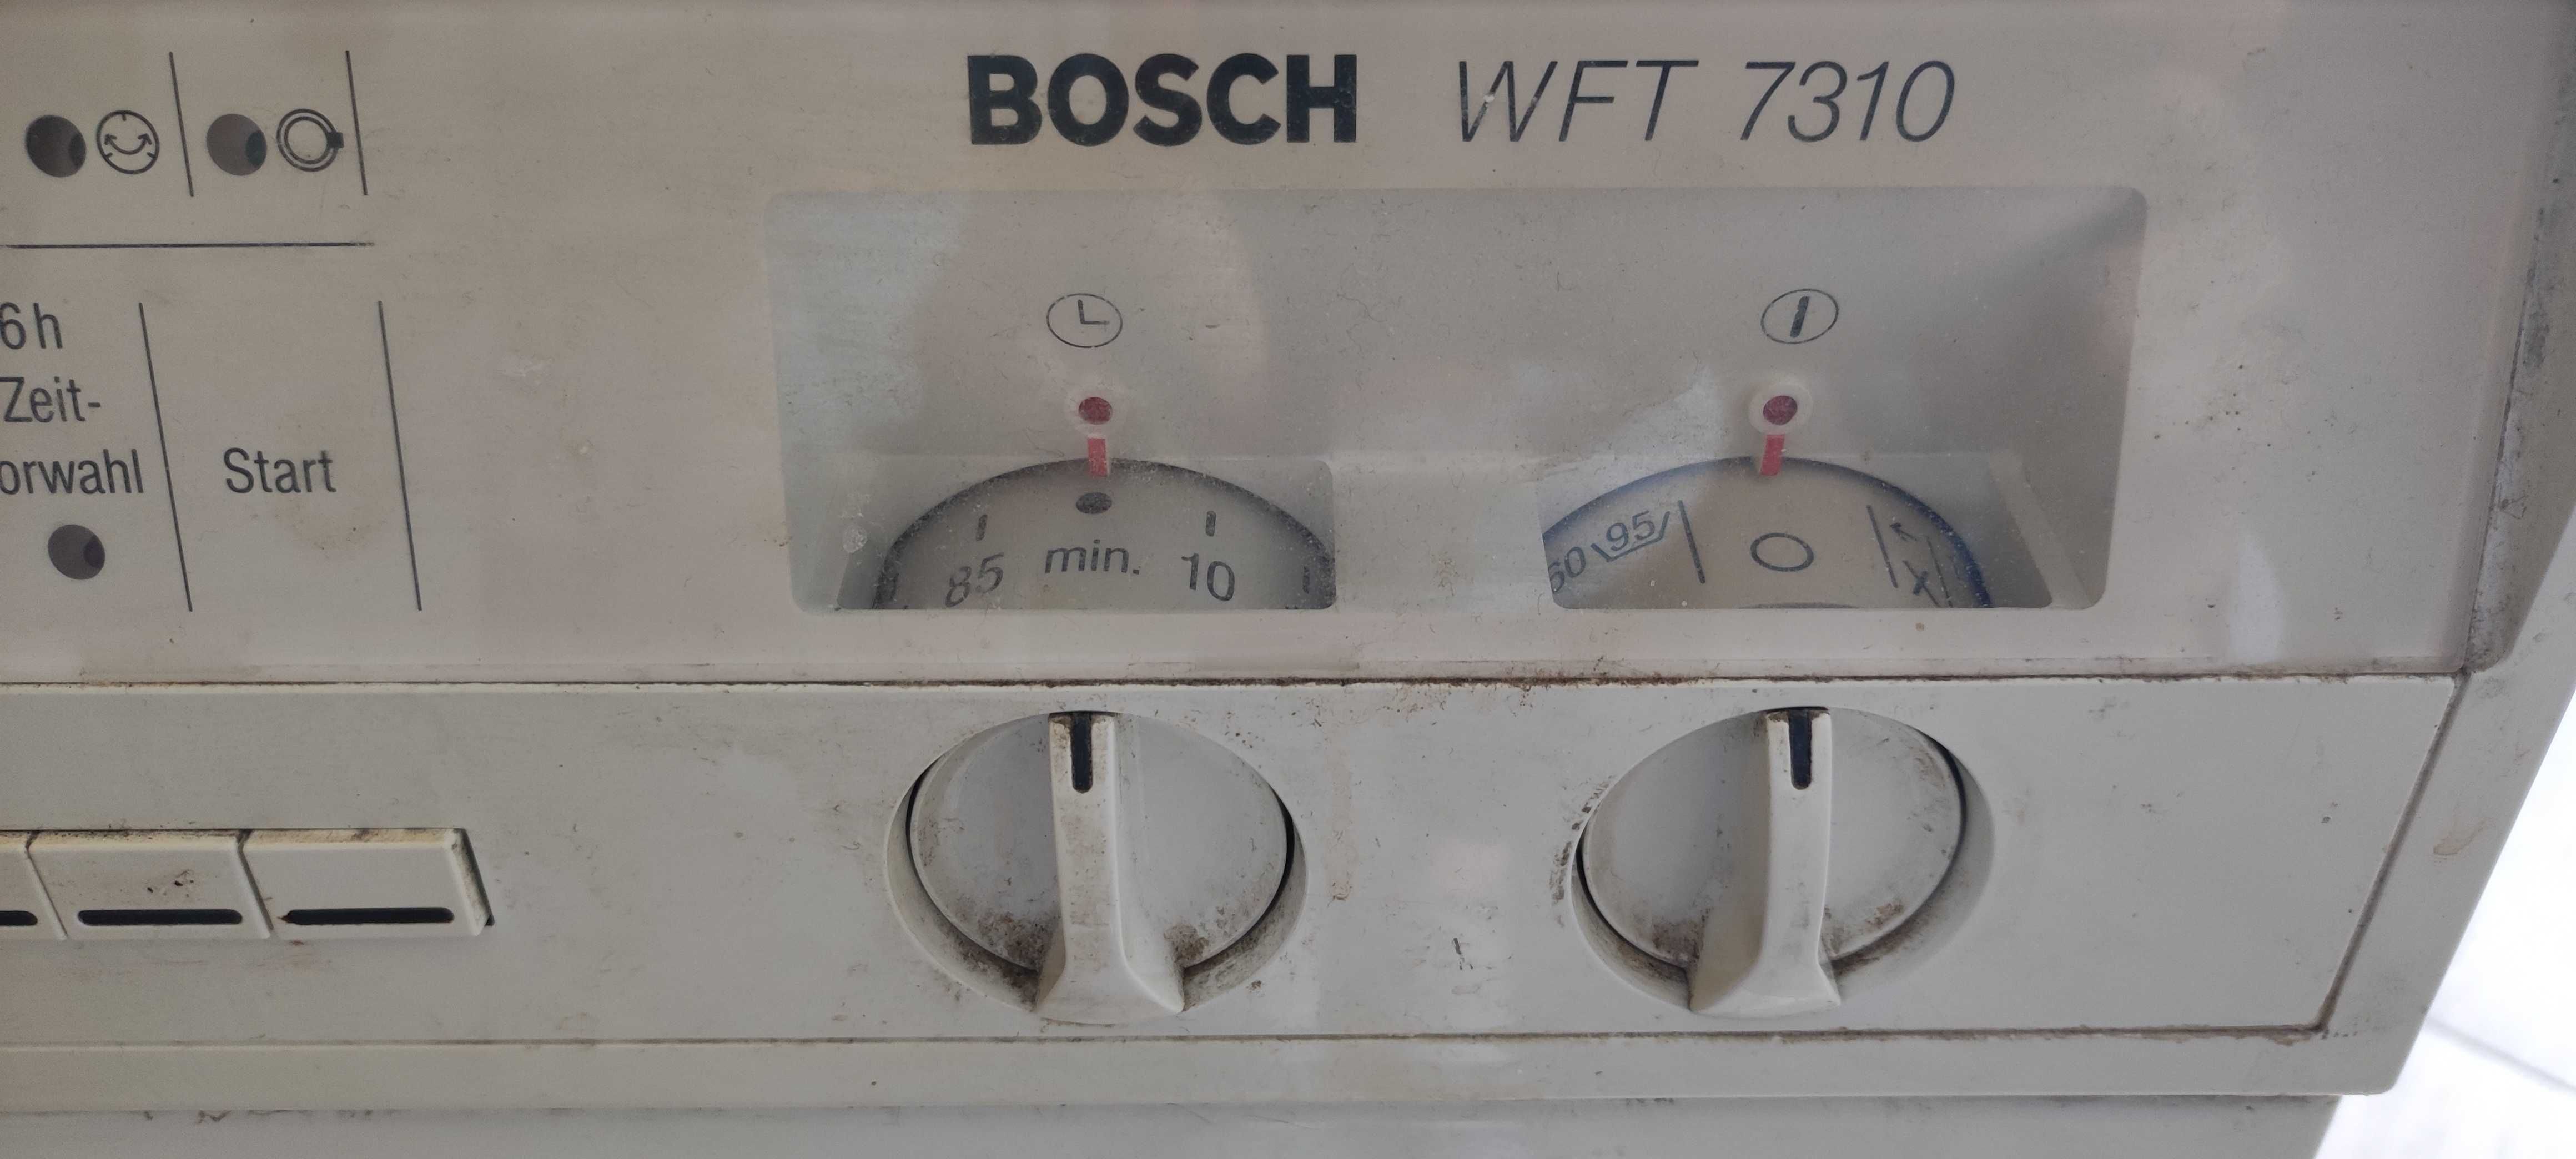 BOSCH WFT 7310
6 h
Zeit-
orwahl
Start
85 min. 10
60 95